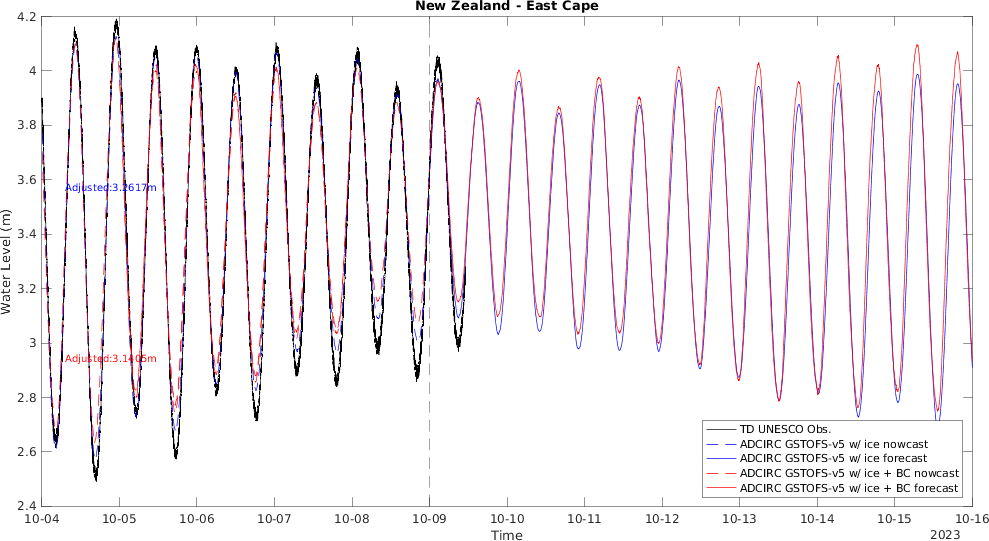 New Zealand - East Cape
Water Level (m)
4.2
4
3.8
3.6
3.4
3.2
3
2.8
2.6
2.4
Adjusted:3.2617m
Adjusted:3.1405m
TD UNESCO Obs.
ADCIRC GSTOFS-v5 w/ ice nowcast
ADCIRC GSTOFS-v5 w/ ice forecast
ADCIRC GSTOFS-v5 w/ ice + BC nowcast
ADCIRC GSTOFS-v5 w/ ice + BC forecast
10-04 10-05 10-06 10-07 10-08 10-09 10-10 10-11 10-12 10-13 10-14 10-15 10-16
Time
2023